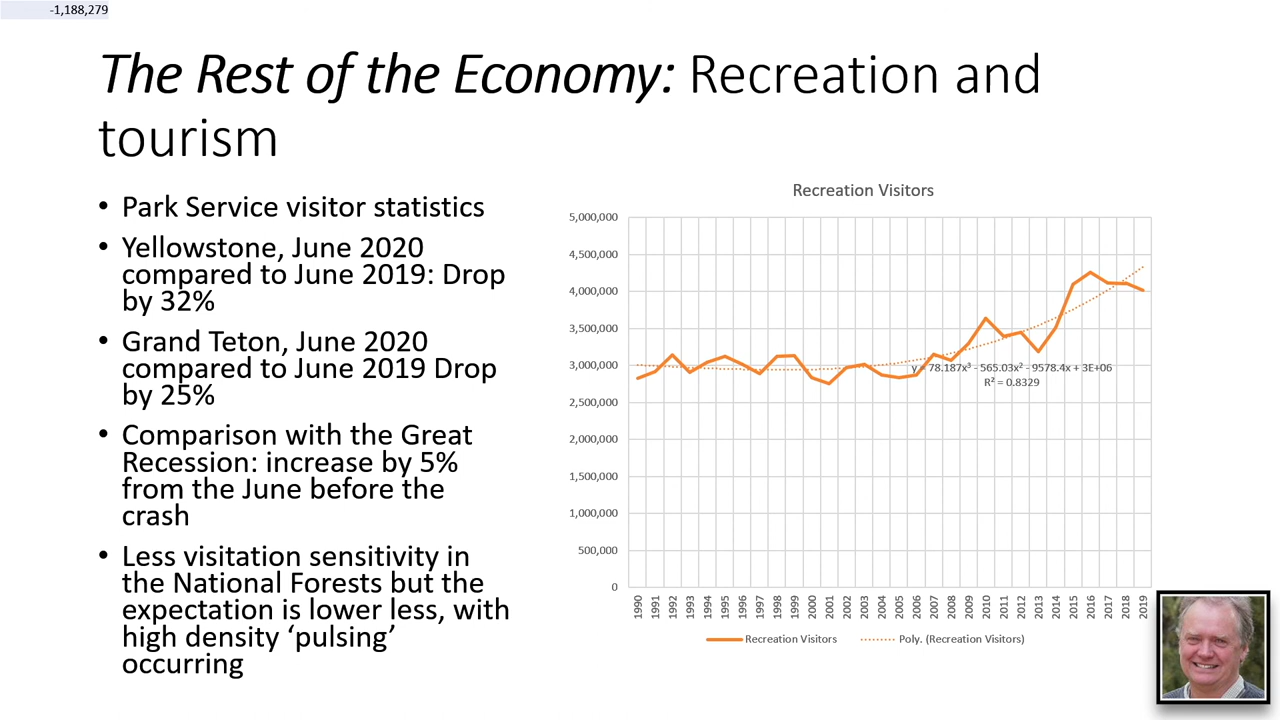 -1,188,279
The Rest of the Economy: Recreation and
tourism
• Park Service visitor statistics
• Yellowstone, June 2020
compared to June 2019: Drop
by 32%
• Grand Teton, June 2020
compared to June 2019 Drop
by 25%
• Comparison with the Great
Recession: increase by 5%
from the June before the
crash
• Less visitation sensitivity in
the National Forests but the
expectation is lower less, with
high density ‘pulsing’
occurring
Recreation Visitors
5,000,000
4,500,000
4,000,000
3,500,000
3,000,000
2,500,000
2,000,000
1,500,000
1,000,000
500,000
0
y = 78.187x³ - 565.03x² - 9578.4x + 3E+06
R² = 0.8329
1990 1991 1992 1993 1994 1995 1996 1997 1998 1999 2000 2001 2002 2003 2004 2005 2006 2007 2008 2009 2010 2011 2012 2013 2014 2015 2016 2017 2018 2019
Recreation Visitors Poly. (Recreation Visitors)